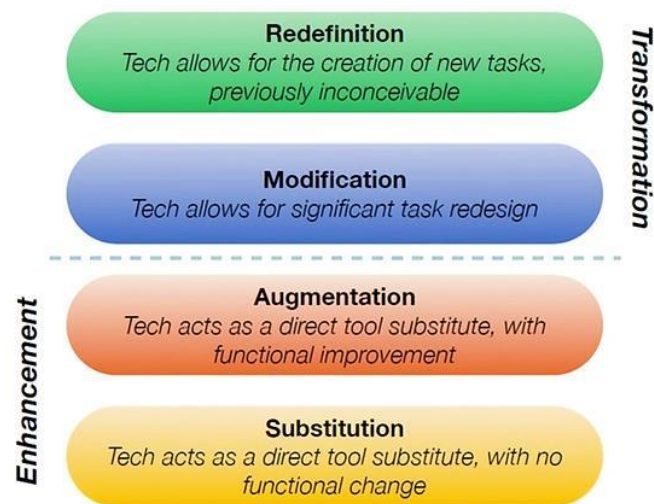 Redefinition
Tech allows for the creation of new tasks,
previously inconceivable
Transformation
Modification
Tech allows for significant task redesign
Augmentation
Tech acts as a direct tool substitute, with
functional improvement
Enhancement
Substitution
Tech acts as a direct tool substitute, with no
functional change